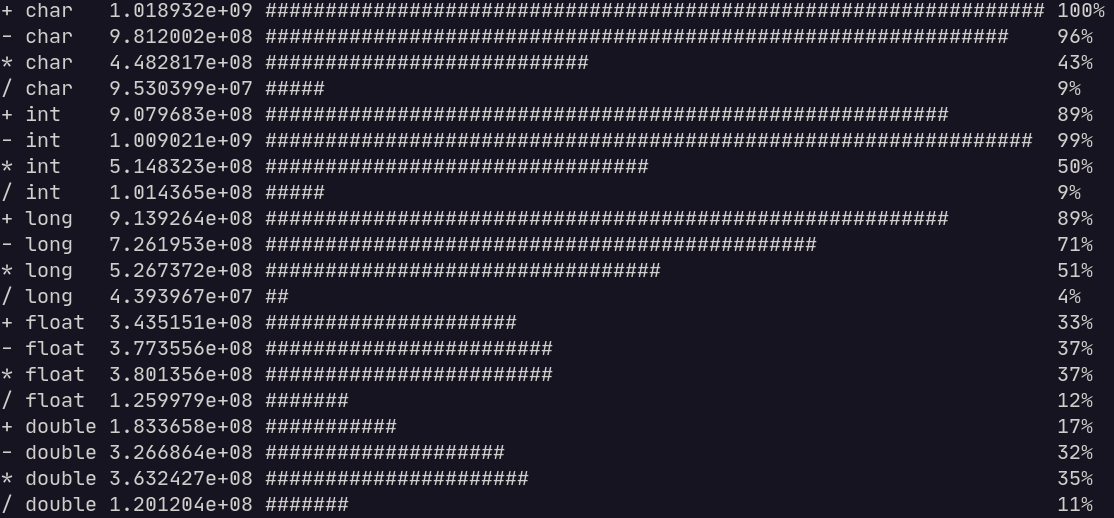 + char   1.018932e+09 ################################################################# 100%
- char   9.812002e+08 ##############################################################    96%
* char   4.482817e+08 ###########################                                       43%
/ char   9.530399e+07 #####                                                             9%
+ int    9.079683e+08 #########################################################         89%
- int    1.009021e+09 ################################################################  99%
* int    5.148323e+08 ################################                                  50%
/ int    1.014365e+08 #####                                                             9%
+ long   9.139264e+08 #########################################################         89%
- long   7.261953e+08 ##############################################                    71%
* long   5.267372e+08 #################################                                 51%
/ long   4.393967e+07 ##                                                                4%
+ float  3.435151e+08 #####################                                             33%
- float  3.773556e+08 ########################                                          37%
* float  3.801356e+08 ########################                                          37%
/ float  1.259979e+08 #######                                                           12%
+ double 1.833658e+08 ###########                                                       17%
- double 3.266864e+08 ####################                                              32%
* double 3.632427e+08 ######################                                            35%
/ double 1.201204e+08 #######                                                           11%